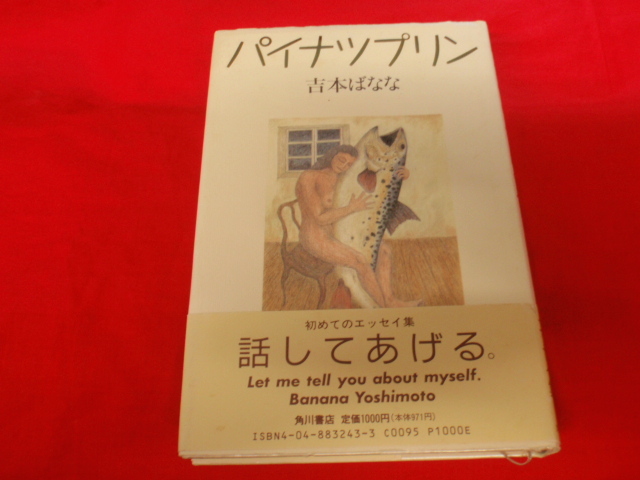 パイナツプリン
吉本ばなな
初めてのエッセイ集
話してあげる。
Let me tell you about myself.
Banana Yoshimoto
角川書店 定価1000円(本体971円)
ISBN4-04-883243-3 C0095 P1000E